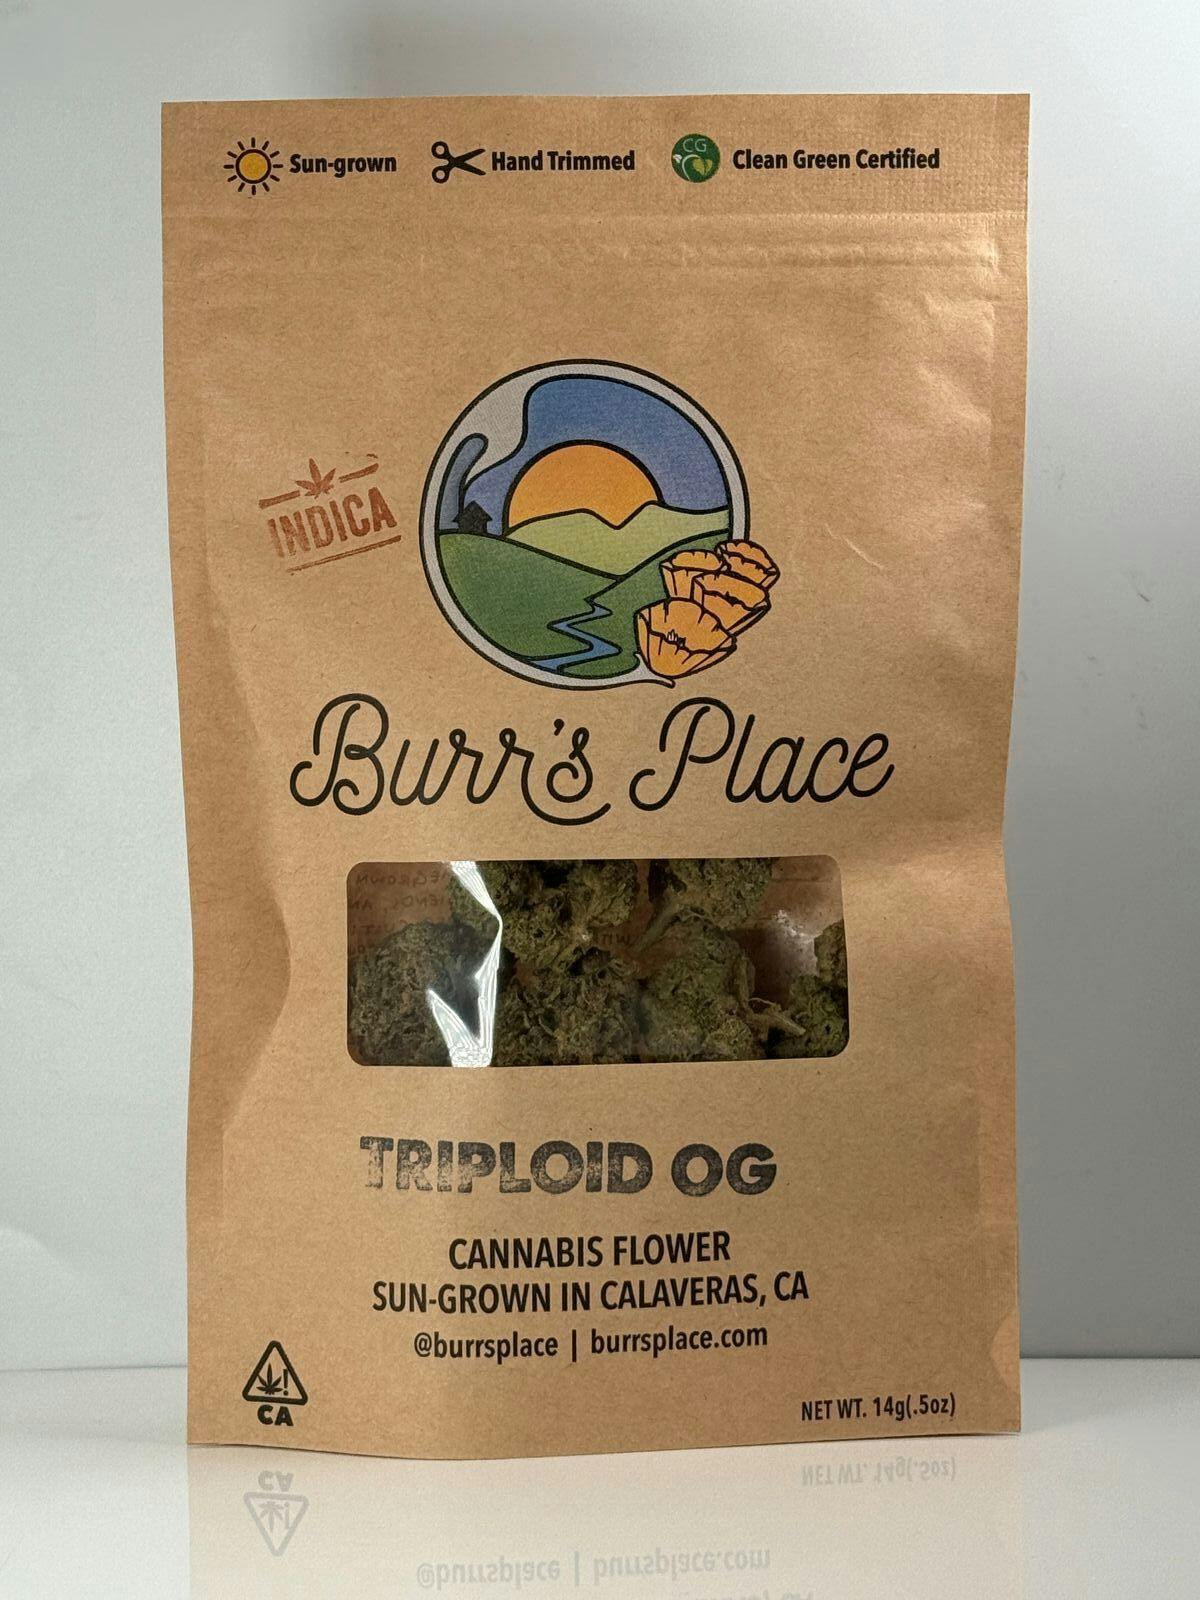 Sun-grown
Hand Trimmed
CG
Clean Green Certified
INDICA
Burr's Place
TRIPLOID OG
CANNABIS FLOWER
SUN-GROWN IN CALAVERAS, CA
@burrsplace | burrsplace.com
CA
NET WT. 14g(.5oz)